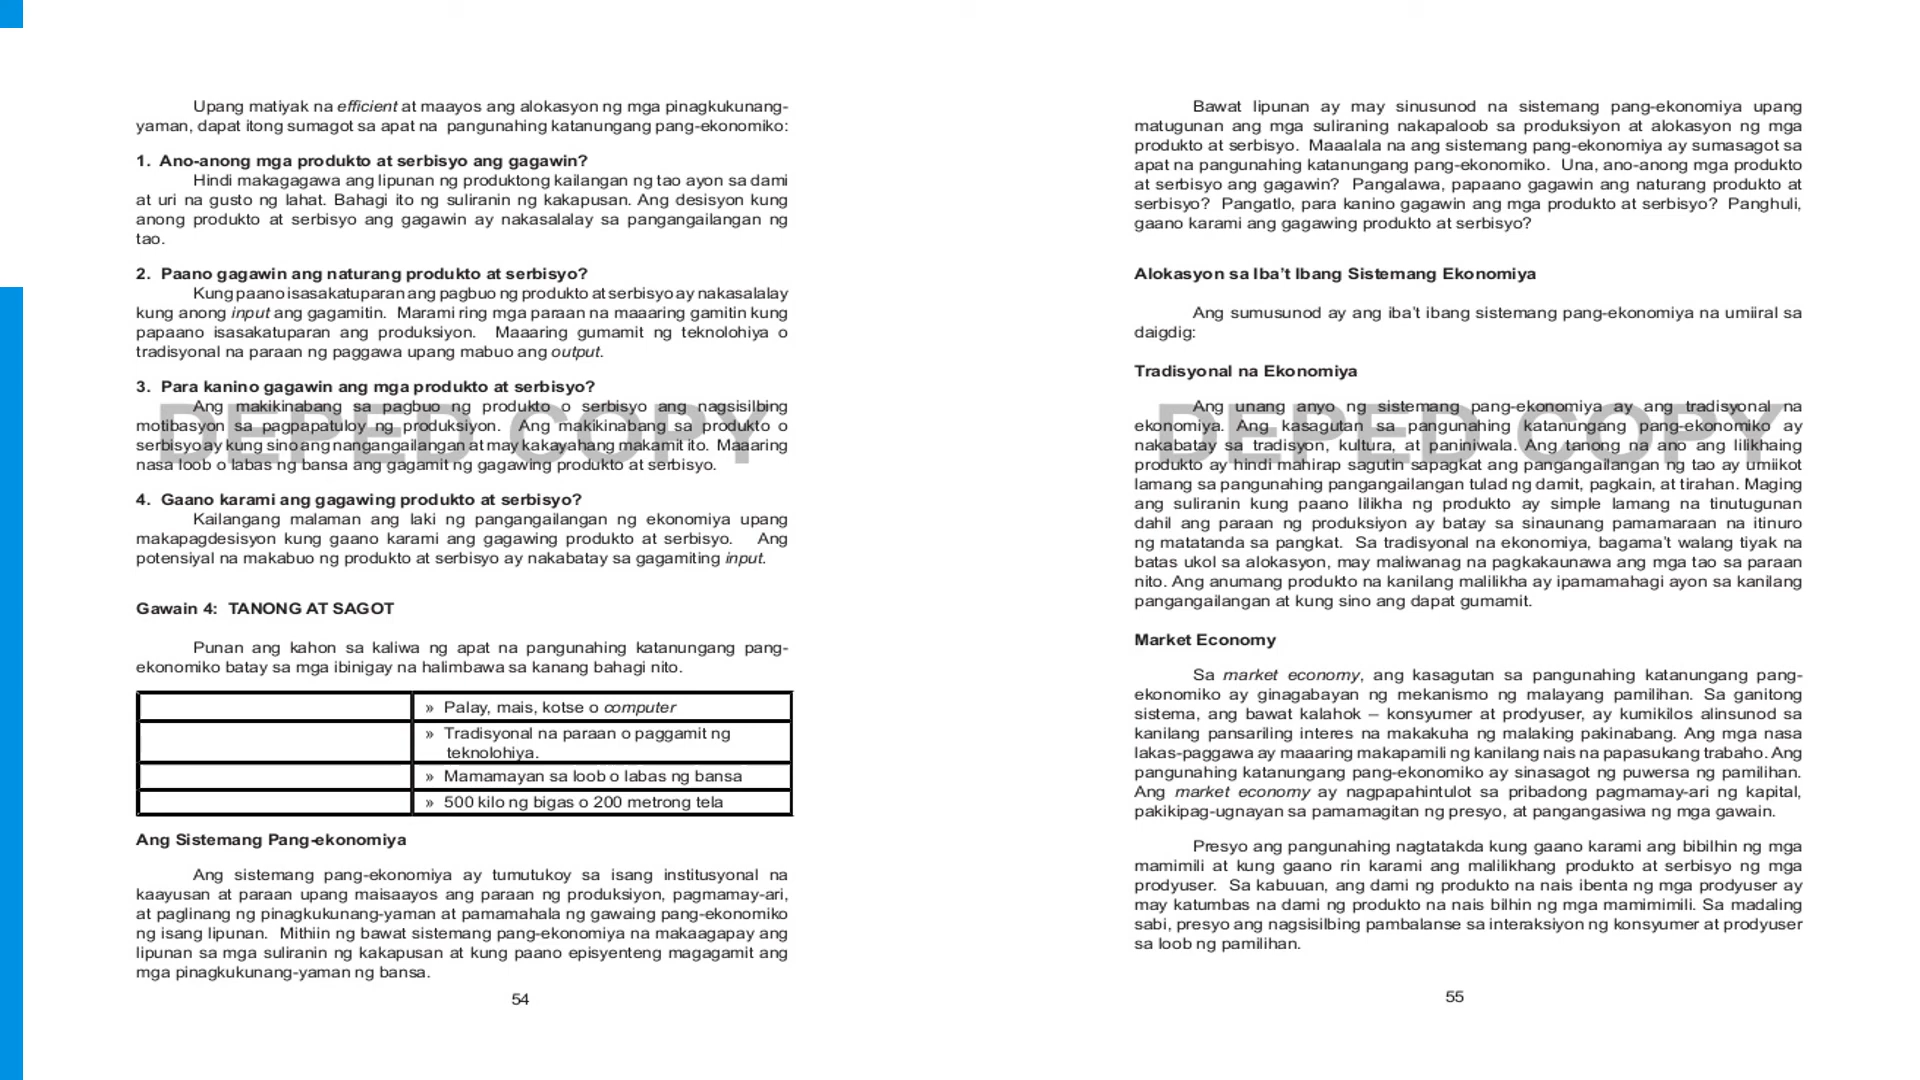 Upang matiyak na efficient at maayos ang alokasyon ng mga pinagkukunang-
yaman, dapat itong sumagot sa apat na pangunahing katanungang pang-ekonomiko:
1. Ano-anong mga produkto at serbisyo ang gagawin?
Hindi makagagawa ang lipunan ng produktong kailangan ng tao ayon sa dami
at uri na gusto ng lahat. Bahagi ito ng suliranin ng kakapusan. Ang desisyon kung
anong produkto at serbisyo ang gagawin ay nakasalalay sa pangangailangan ng
tao.
2. Paano gagawin ang naturang produkto at serbisyo?
Kung paano isasakatuparan ang pagbuo ng produkto at serbisyo ay nakasalalay
kung anong input ang gagamitin. Marami ring mga paraan na maaaring gamitin kung
papaano isasakatuparan ang produksiyon. Maaaring gumamit ng teknolohiya o
tradisyonal na paraan ng paggawa upang mabuo ang output.
3. Para kanino gagawin ang mga produkto at serbisyo?
Ang makikinabang sa pagbuo ng produkto o serbisyo ang nagsisilbing
motibasyon sa pagpapatuloy ng produksiyon. Ang makikinabang sa produkto o
serbisyo ay kung sino ang nangangailangan at may kakayahang makamit ito. Maaaring
nasa loob o labas ng bansa ang gagamit ng gagawing produkto at serbisyo.
DEPED COPY
4. Gaano karami ang gagawing produkto at serbisyo?
Kailangang malaman ang laki ng pangangailangan ng ekonomiya upang
makapagdesisyon kung gaano karami ang gagawing produkto at serbisyo. Ang
potensiyal na makabuo ng produkto at serbisyo ay nakabatay sa gagamiting input.
Gawain 4: TANONG AT SAGOT
Punan ang kahon sa kaliwa ng apat na pangunahing katanungang pang-
ekonomiko batay sa mga ibinigay na halimbawa sa kanang bahagi nito.
» Palay, mais, kotse o computer
» Tradisyonal na paraan o paggamit ng
teknolohiya.
» Mamamayan sa loob o labas ng bansa
» 500 kilo ng bigas o 200 metrong tela
Ang Sistemang Pang-ekonomiya
Ang sistemang pang-ekonomiya ay tumutukoy sa isang institusyonal na
kaayusan at paraan upang maisaayos ang paraan ng produksiyon, pagmamay-ari,
at paglinang ng pinagkukunang-yaman at pamamahala ng gawaing pang-ekonomiko
ng isang lipunan. Mithiin ng bawat sistemang pang-ekonomiya na makaagapay ang
lipunan sa mga suliranin ng kakapusan at kung paano episyenteng magagamit ang
mga pinagkukunang-yaman ng bansa.
54
Bawat lipunan ay may sinusunod na sistemang pang-ekonomiya upang
matugunan ang mga suliraning nakapaloob sa produksiyon at alokasyon ng mga
produkto at serbisyo. Maaalala na ang sistemang pang-ekonomiya ay sumasagot sa
apat na pangunahing katanungang pang-ekonomiko. Una, ano-anong mga produkto
at serbisyo ang gagawin? Pangalawa, papaano gagawin ang naturang produkto at
serbisyo? Pangatlo, para kanino gagawin ang mga produkto at serbisyo? Panghuli,
gaano karami ang gagawing produkto at serbisyo?
Alokasyon sa Iba’t Ibang Sistemang Ekonomiya
Ang sumusunod ay ang iba’t ibang sistemang pang-ekonomiya na umiiral sa
daigdig:
Tradisyonal na Ekonomiya
Ang unang anyo ng sistemang pang-ekonomiya ay ang tradisyonal na
ekonomiya. Ang kasagutan sa pangunahing katanungang pang-ekonomiko ay
nakabatay sa tradisyon, kultura, at paniniwala. Ang tanong na ano ang lilikhaing
produkto ay hindi mahirap sagutin sapagkat ang pangangailangan ng tao ay umiikot
lamang sa pangunahing pangangailangan tulad ng damit, pagkain, at tirahan. Maging
ang suliranin kung paano lilikha ng produkto ay simple lamang na tinutugunan
dahil ang paraan ng produksiyon ay batay sa sinaunang pamamaraan na itinuro
ng matatanda sa pangkat. Sa tradisyonal na ekonomiya, bagama’t walang tiyak na
batas ukol sa alokasyon, may maliwanag na pagkakaunawa ang mga tao sa paraan
nito. Ang anumang produkto na kanilang malilikha ay ipamamahagi ayon sa kanilang
pangangailangan at kung sino ang dapat gumamit.
DEPED COPY
Market Economy
Sa market economy, ang kasagutan sa pangunahing katanungang pang-
ekonomiko ay ginagabayan ng mekanismo ng malayang pamilihan. Sa ganitong
sistema, ang bawat kalahok – konsyumer at prodyuser, ay kumikilos alinsunod sa
kanilang pansariling interes na makakuha ng malaking pakinabang. Ang mga nasa
lakas-paggawa ay maaaring makapamili ng kanilang nais na papasukang trabaho. Ang
pangunahing katanungang pang-ekonomiko ay sinasagot ng puwersa ng pamilihan.
Ang market economy ay nagpapahintulot sa pribadong pagmamay-ari ng kapital,
pakikipag-ugnayan sa pamamagitan ng presyo, at pangangasiwa ng mga gawain.
Presyo ang pangunahing nagtatakda kung gaano karami ang bibilhin ng mga
mamimili at kung gaano rin karami ang malilikhang produkto at serbisyo ng mga
prodyuser. Sa kabuuan, ang dami ng produkto na nais ibenta ng mga prodyuser ay
may katumbas na dami ng produkto na nais bilhin ng mga mamimimili. Sa madaling
sabi, presyo ang nagsisilbing pambalanse sa interaksiyon ng konsyumer at prodyuser
sa loob ng pamilihan.
55